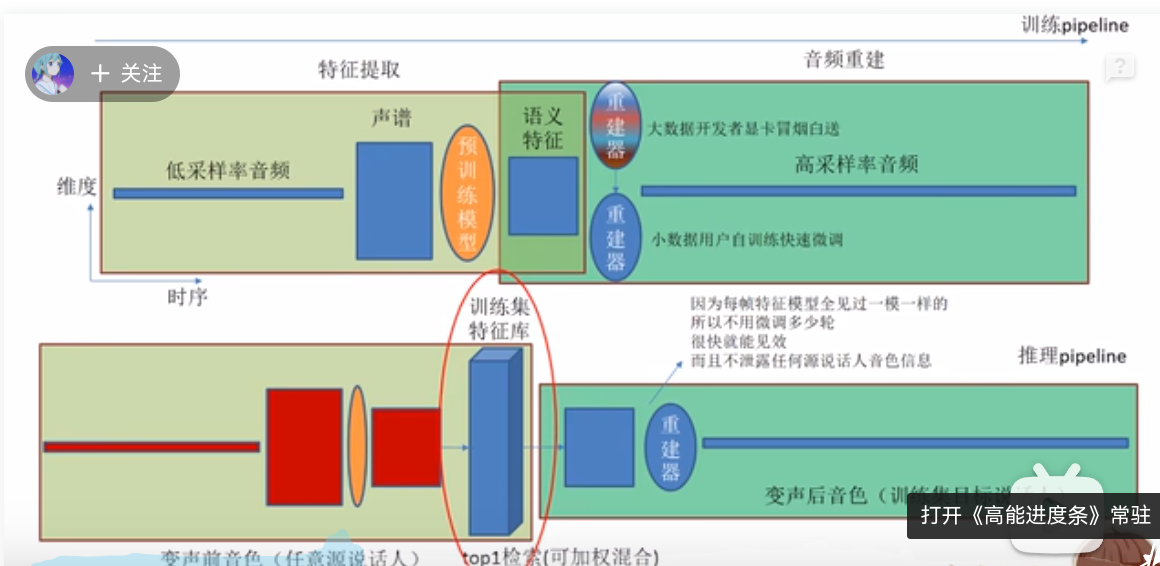 训练pipeline
＋ 关注
特征提取
音频重建
声谱
语义
特征
重建器
大数据开发者显卡冒烟白送
预训练模型
低采样率音频
高采样率音频
维度
重建器
小数据用户自训练快速微调
时序
训练集
特征库
因为每帧特征模型全见过一模一样的
所以不用微调多少轮
很快就能见效
而且不泄露任何源说话人音色信息
推理pipeline
重建器
变声后音色（训练集目标说话人）
打开《高能进度条》常驻
变声前音色（任意源说话人）
top1检索(可加权混合)